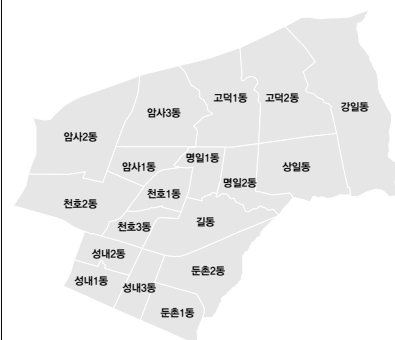 고덕1동
고덕2동
강일동
암사3동
암사2동
명일1동
암사1동
상일동
명일2동
천호1동
천호2동
길동
천호3동
성내2동
둔촌2동
성내1동
성내3동
둔촌1동